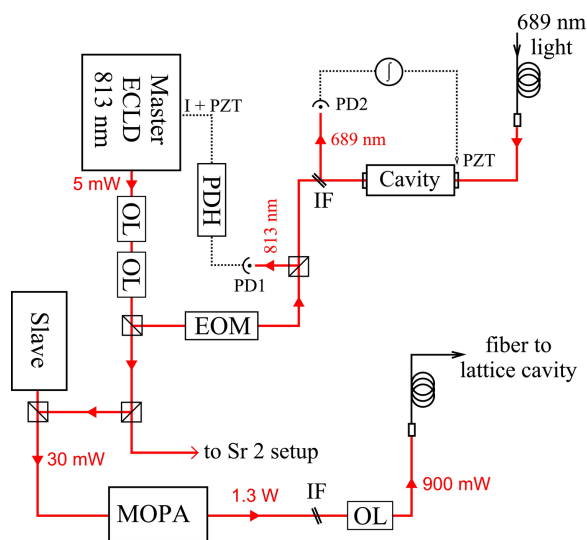 689 nm
light
Master
ECLD
813 nm
I + PZT
∫
PD2
689 nm
PZT
Cavity
IF
5 mW
OL
PDH
OL
813 nm
PD1
EOM
Slave
fiber to
lattice cavity
to Sr 2 setup
30 mW
1.3 W
IF
900 mW
MOPA
OL